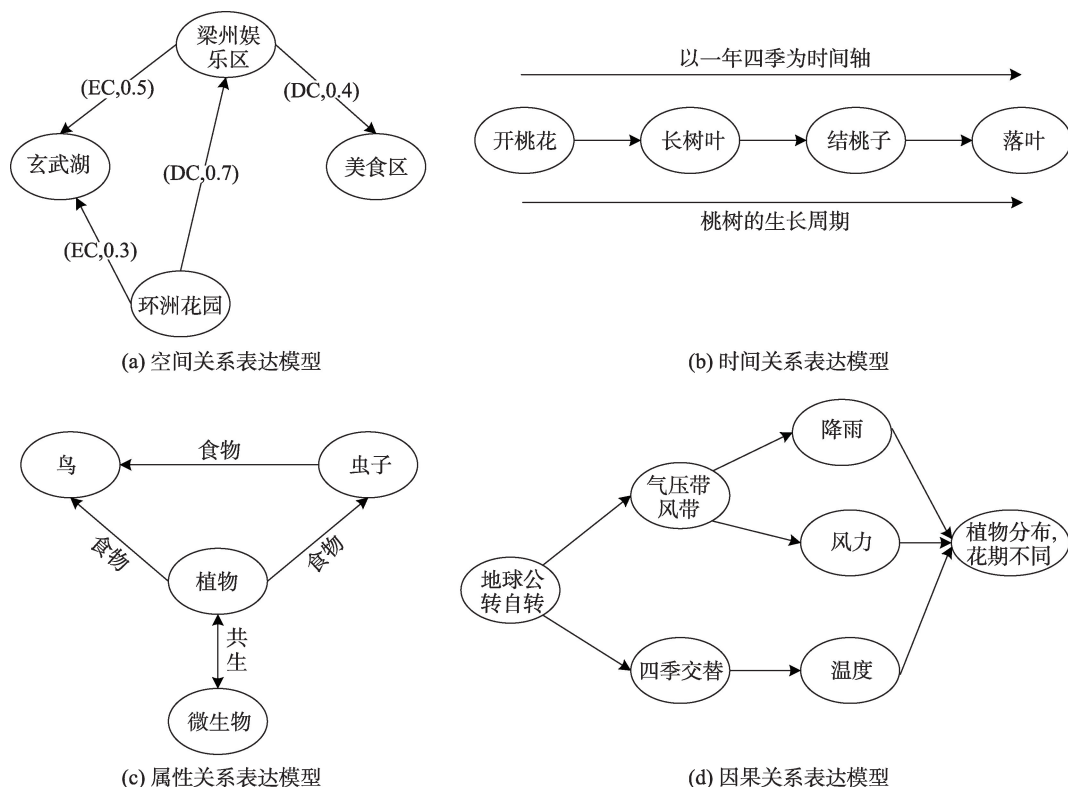 梁州娱
乐区
(EC,0.5)
(DC,0.4)
玄武湖
美食区
(DC,0.7)
(EC,0.3)
环洲花园
(a) 空间关系表达模型
以一年四季为时间轴
开桃花
长树叶
结桃子
落叶
桃树的生长周期
(b) 时间关系表达模型
鸟
食物
虫子
食物
食物
植物
共
生
微生物
(c) 属性关系表达模型
降雨
气压带
风带
风力
植物分布,
花期不同
地球公
转自转
四季交替
温度
(d) 因果关系表达模型